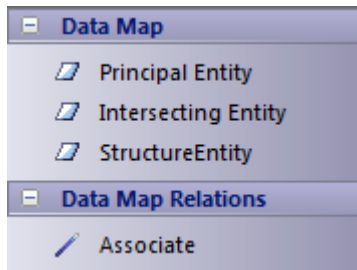 Data Map
Principal Entity
Intersecting Entity
StructureEntity
Data Map Relations
Associate